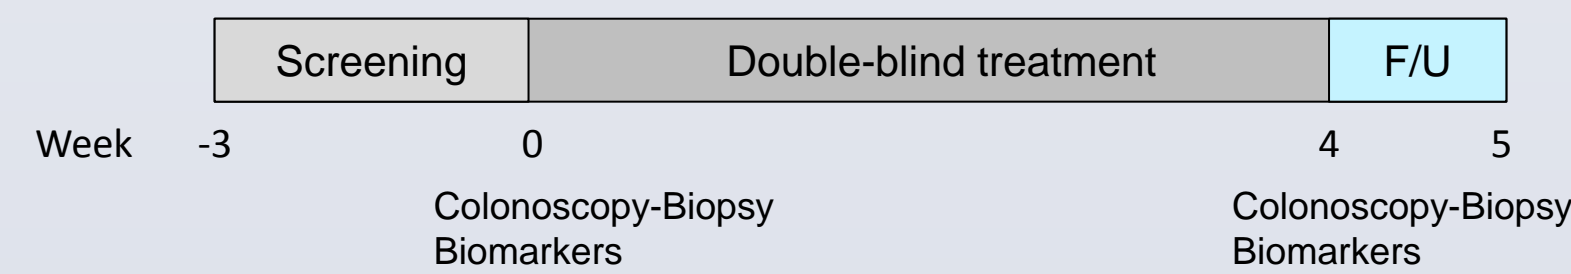 Screening Double-blind treatment F/U
Week -3 0 4 5
Colonoscopy-Biopsy Colonoscopy-Biopsy
Biomarkers Biomarkers